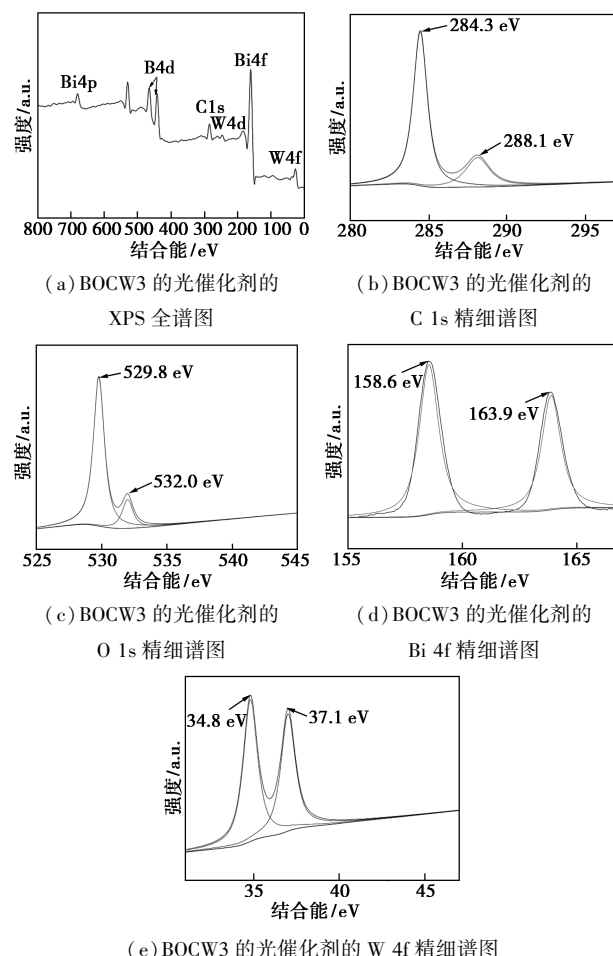 强度/a.u.
Bi4p
B4d
C1s
W4d
Bi4f
W4f
800 700 600 500 400 300 200 100 0
结合能/eV
(a)BOCW3 的光催化剂的
XPS 全谱图
强度/a.u.
284.3 eV
288.1 eV
280 285 290 295
结合能/eV
(b)BOCW3 的光催化剂的
C 1s 精细谱图
强度/a.u.
529.8 eV
532.0 eV
525 530 535 540 545
结合能/eV
(c)BOCW3 的光催化剂的
O 1s 精细谱图
强度/a.u.
158.6 eV
163.9 eV
155 160 165
结合能/eV
(d)BOCW3 的光催化剂的
Bi 4f 精细谱图
强度/a.u.
34.8 eV
37.1 eV
35 40 45
结合能/eV
(e)BOCW3 的光催化剂的 W 4f 精细谱图